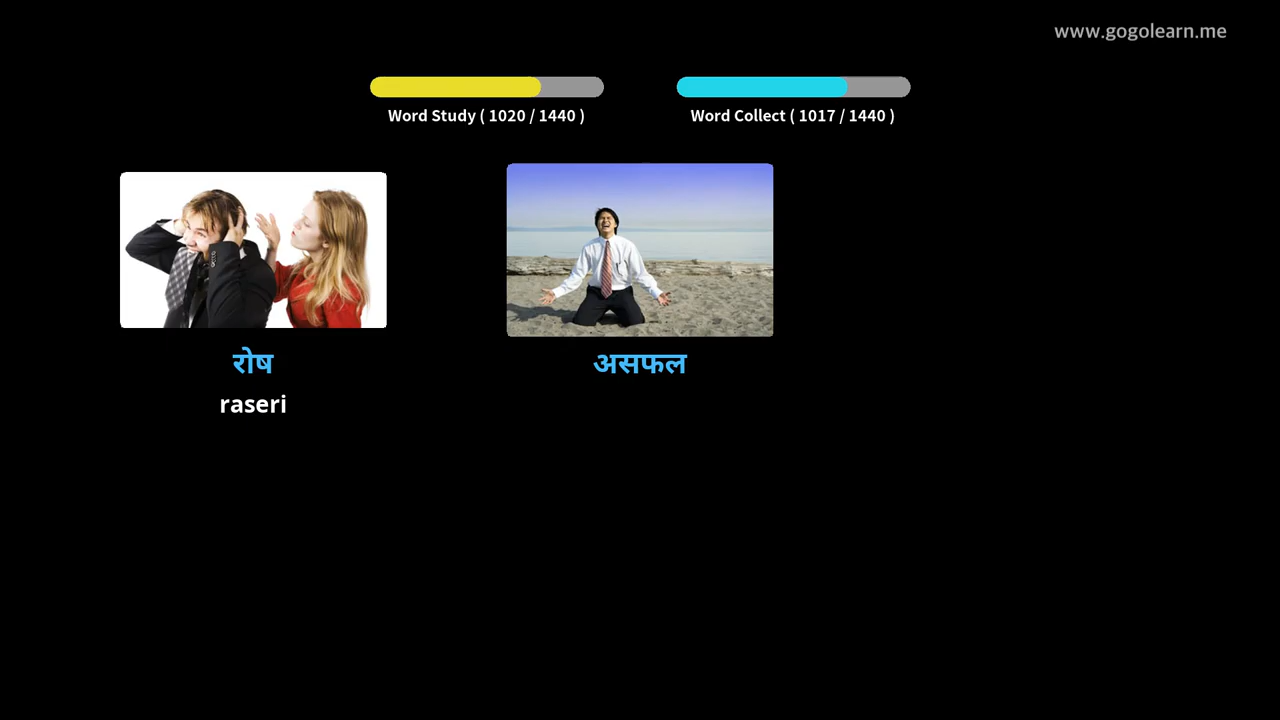 www.gogolearn.me
Word Study ( 1020 / 1440 )
Word Collect ( 1017 / 1440 )
रोष
raseri
असफल